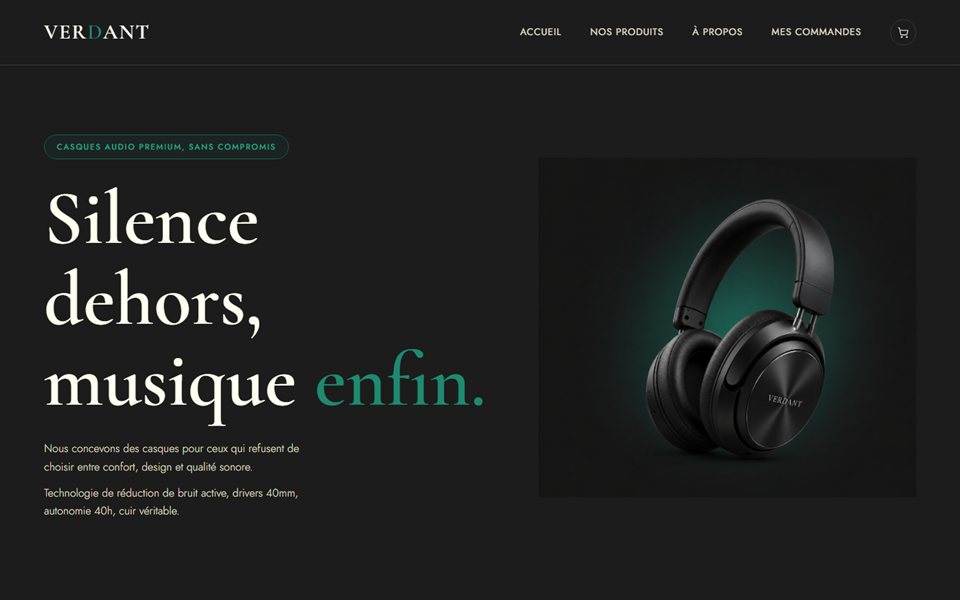 VERDANT
ACCUEIL
NOS PRODUITS
À PROPOS
MES COMMANDES
CASQUES AUDIO PREMIUM, SANS COMPROMIS
Silence
dehors,
musique enfin.
Nous concevons des casques pour ceux qui refusent de
choisir entre confort, design et qualité sonore.
Technologie de réduction de bruit active, drivers 40mm,
autonomie 40h, cuir véritable.
VERDANT